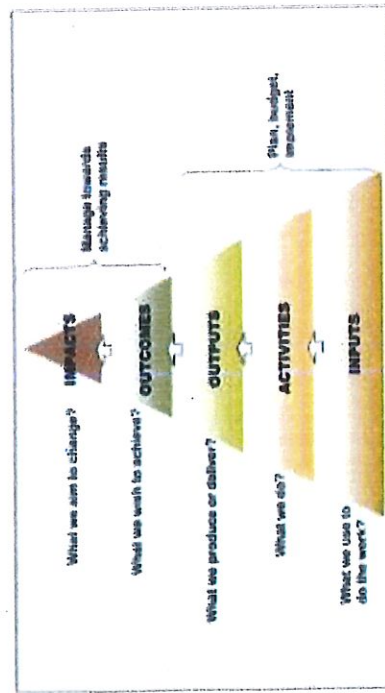 What we aim to change?
IMPACTS
Manage towards
achieving results
What we wish to achieve?
OUTCOMES
What we produce or deliver?
OUTPUTS
Plan, budget,
implement
What we do?
ACTIVITIES
What we use to
do the work?
INPUTS